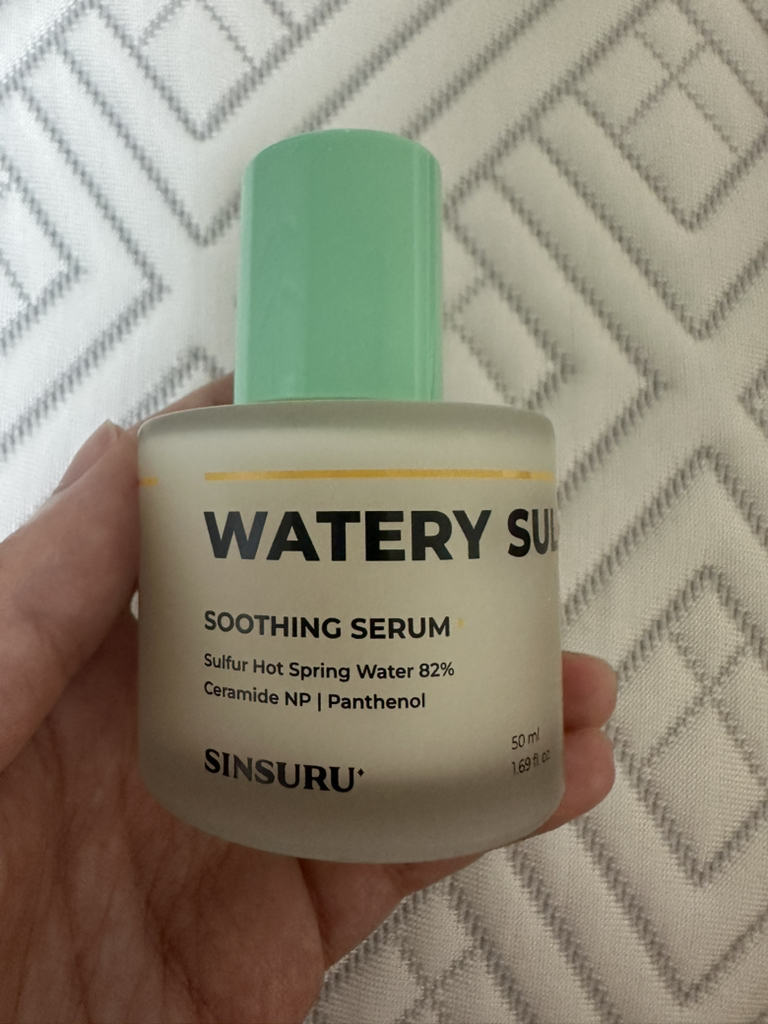 WATERY SUL
SOOTHING SERUM
Sulfur Hot Spring Water 82%
Ceramide NP | Panthenol
SINSURU
50 ml
1.69 fl. oz.